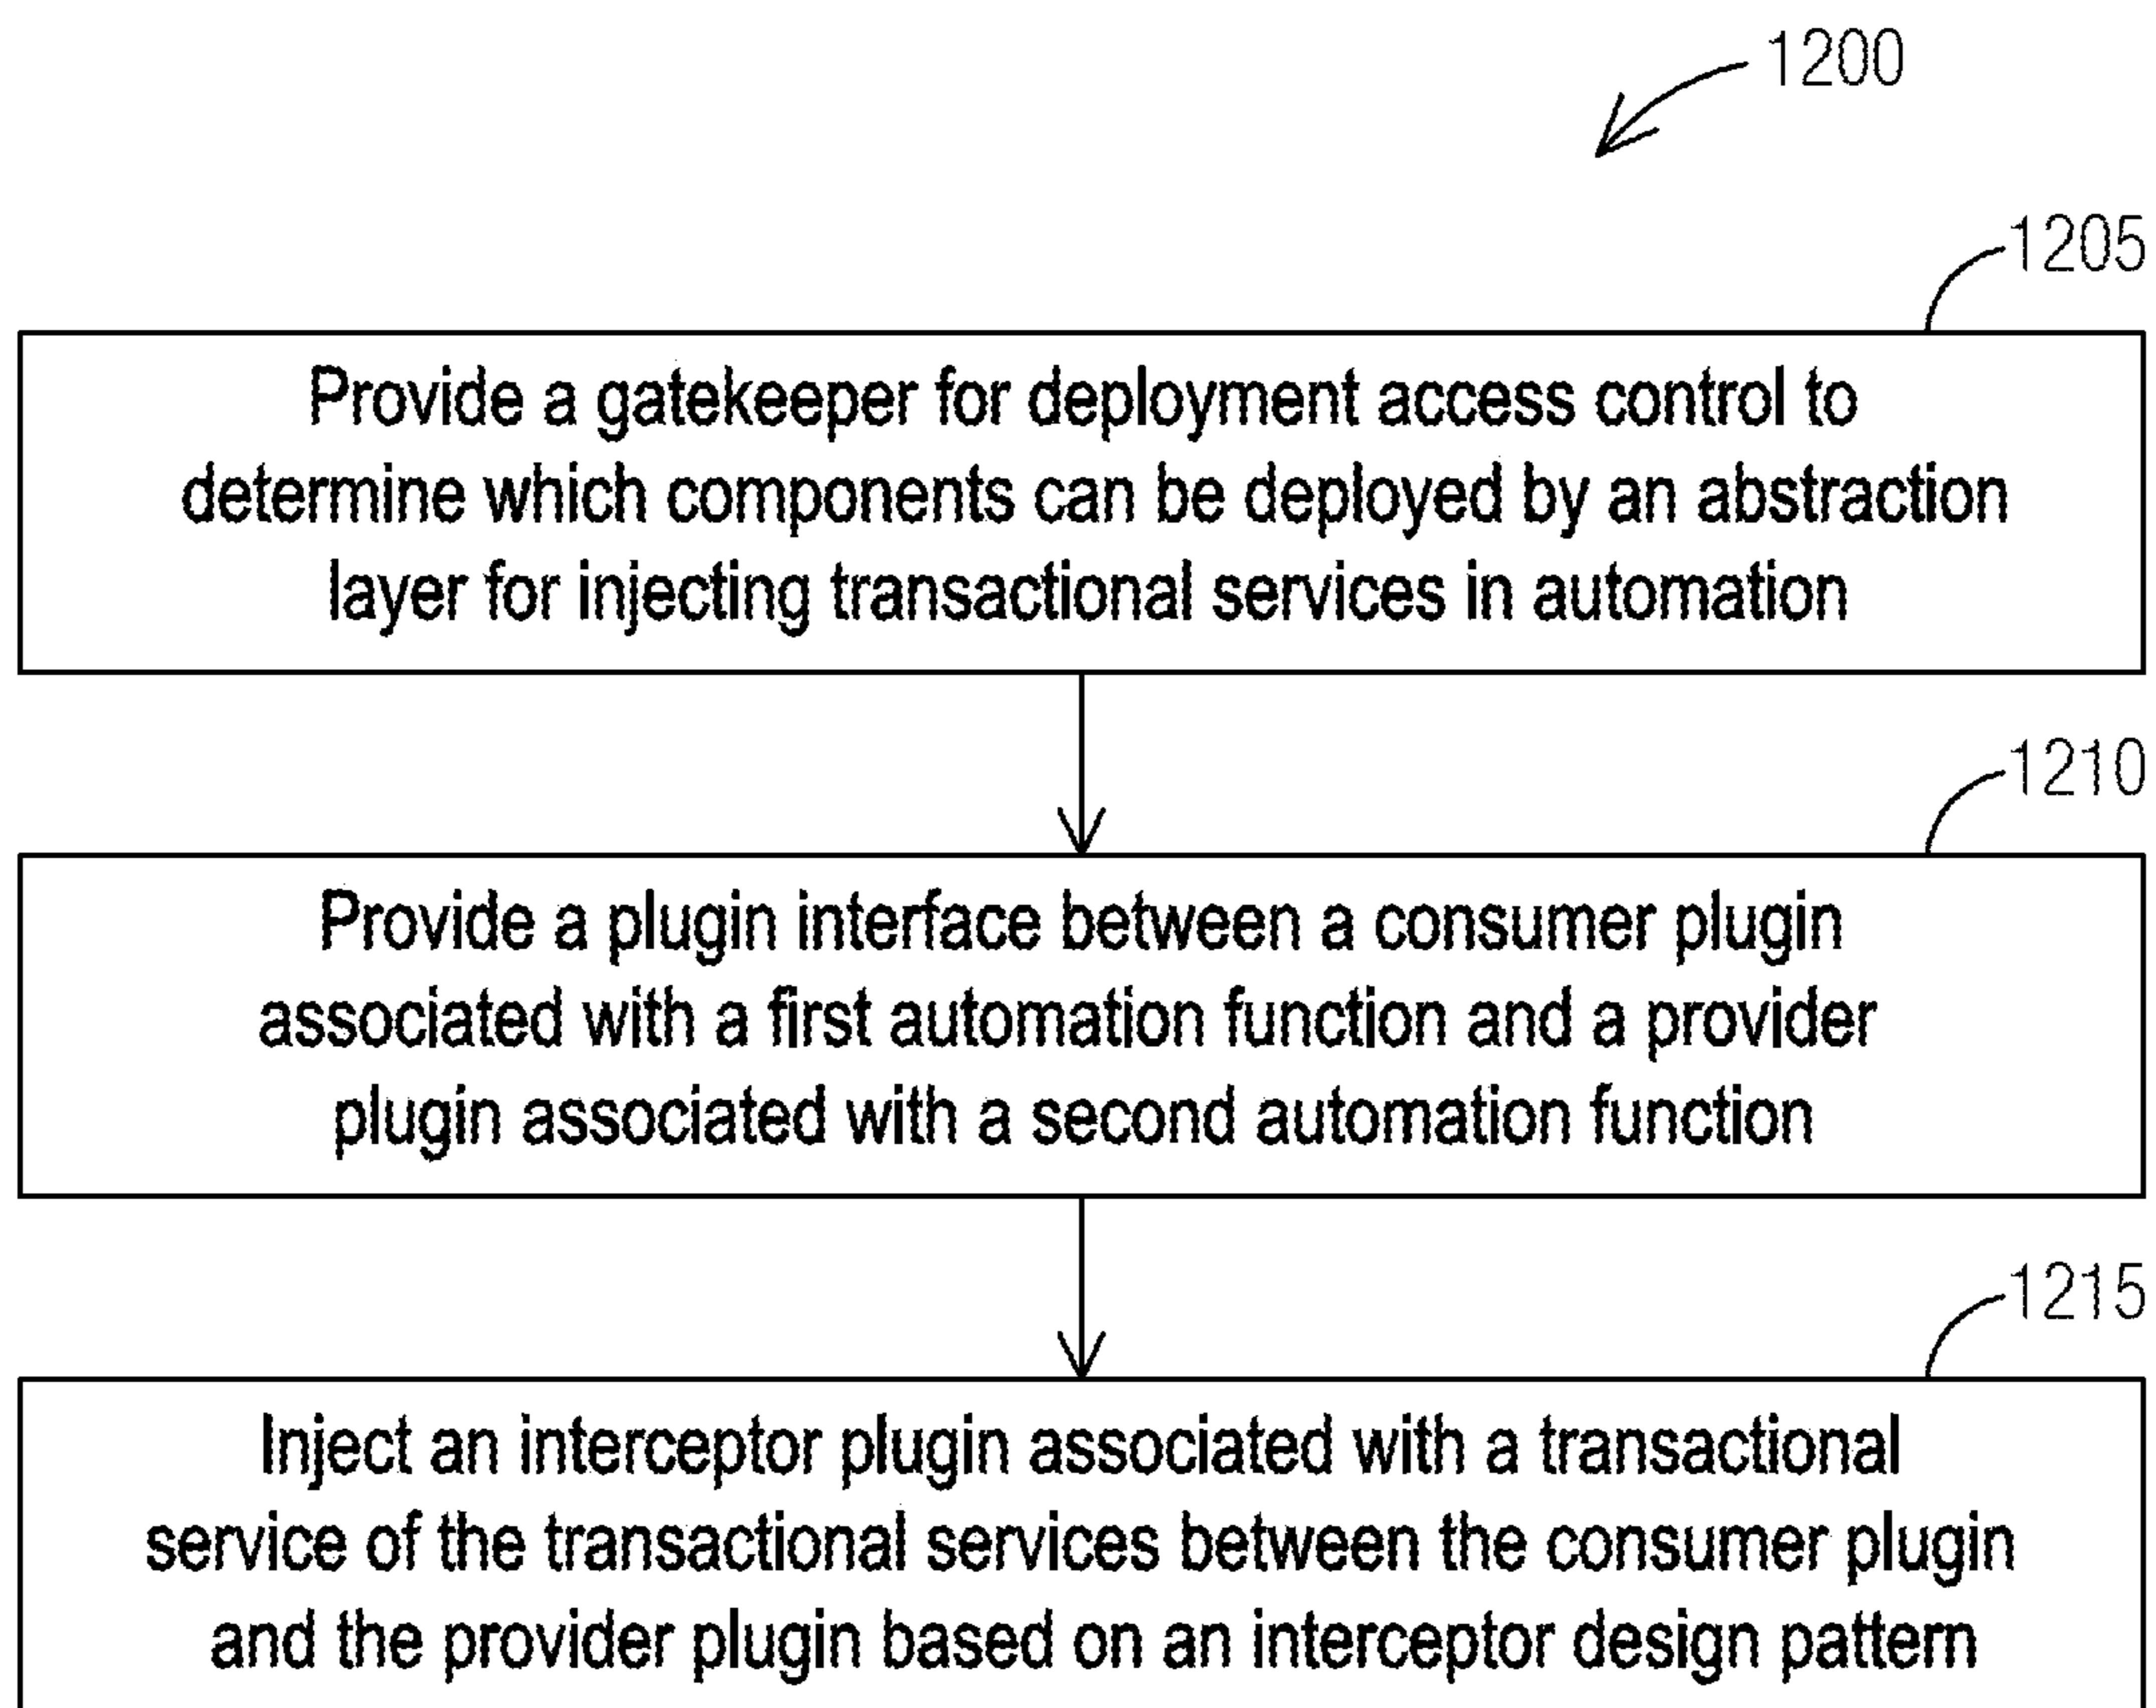 1200
1205
Provide a gatekeeper for deployment access control to
determine which components can be deployed by an abstraction
layer for injecting transactional services in automation
1210
Provide a plugin interface between a consumer plugin
associated with a first automation function and a provider
plugin associated with a second automation function
1215
Inject an interceptor plugin associated with a transactional
service of the transactional services between the consumer plugin
and the provider plugin based on an interceptor design pattern